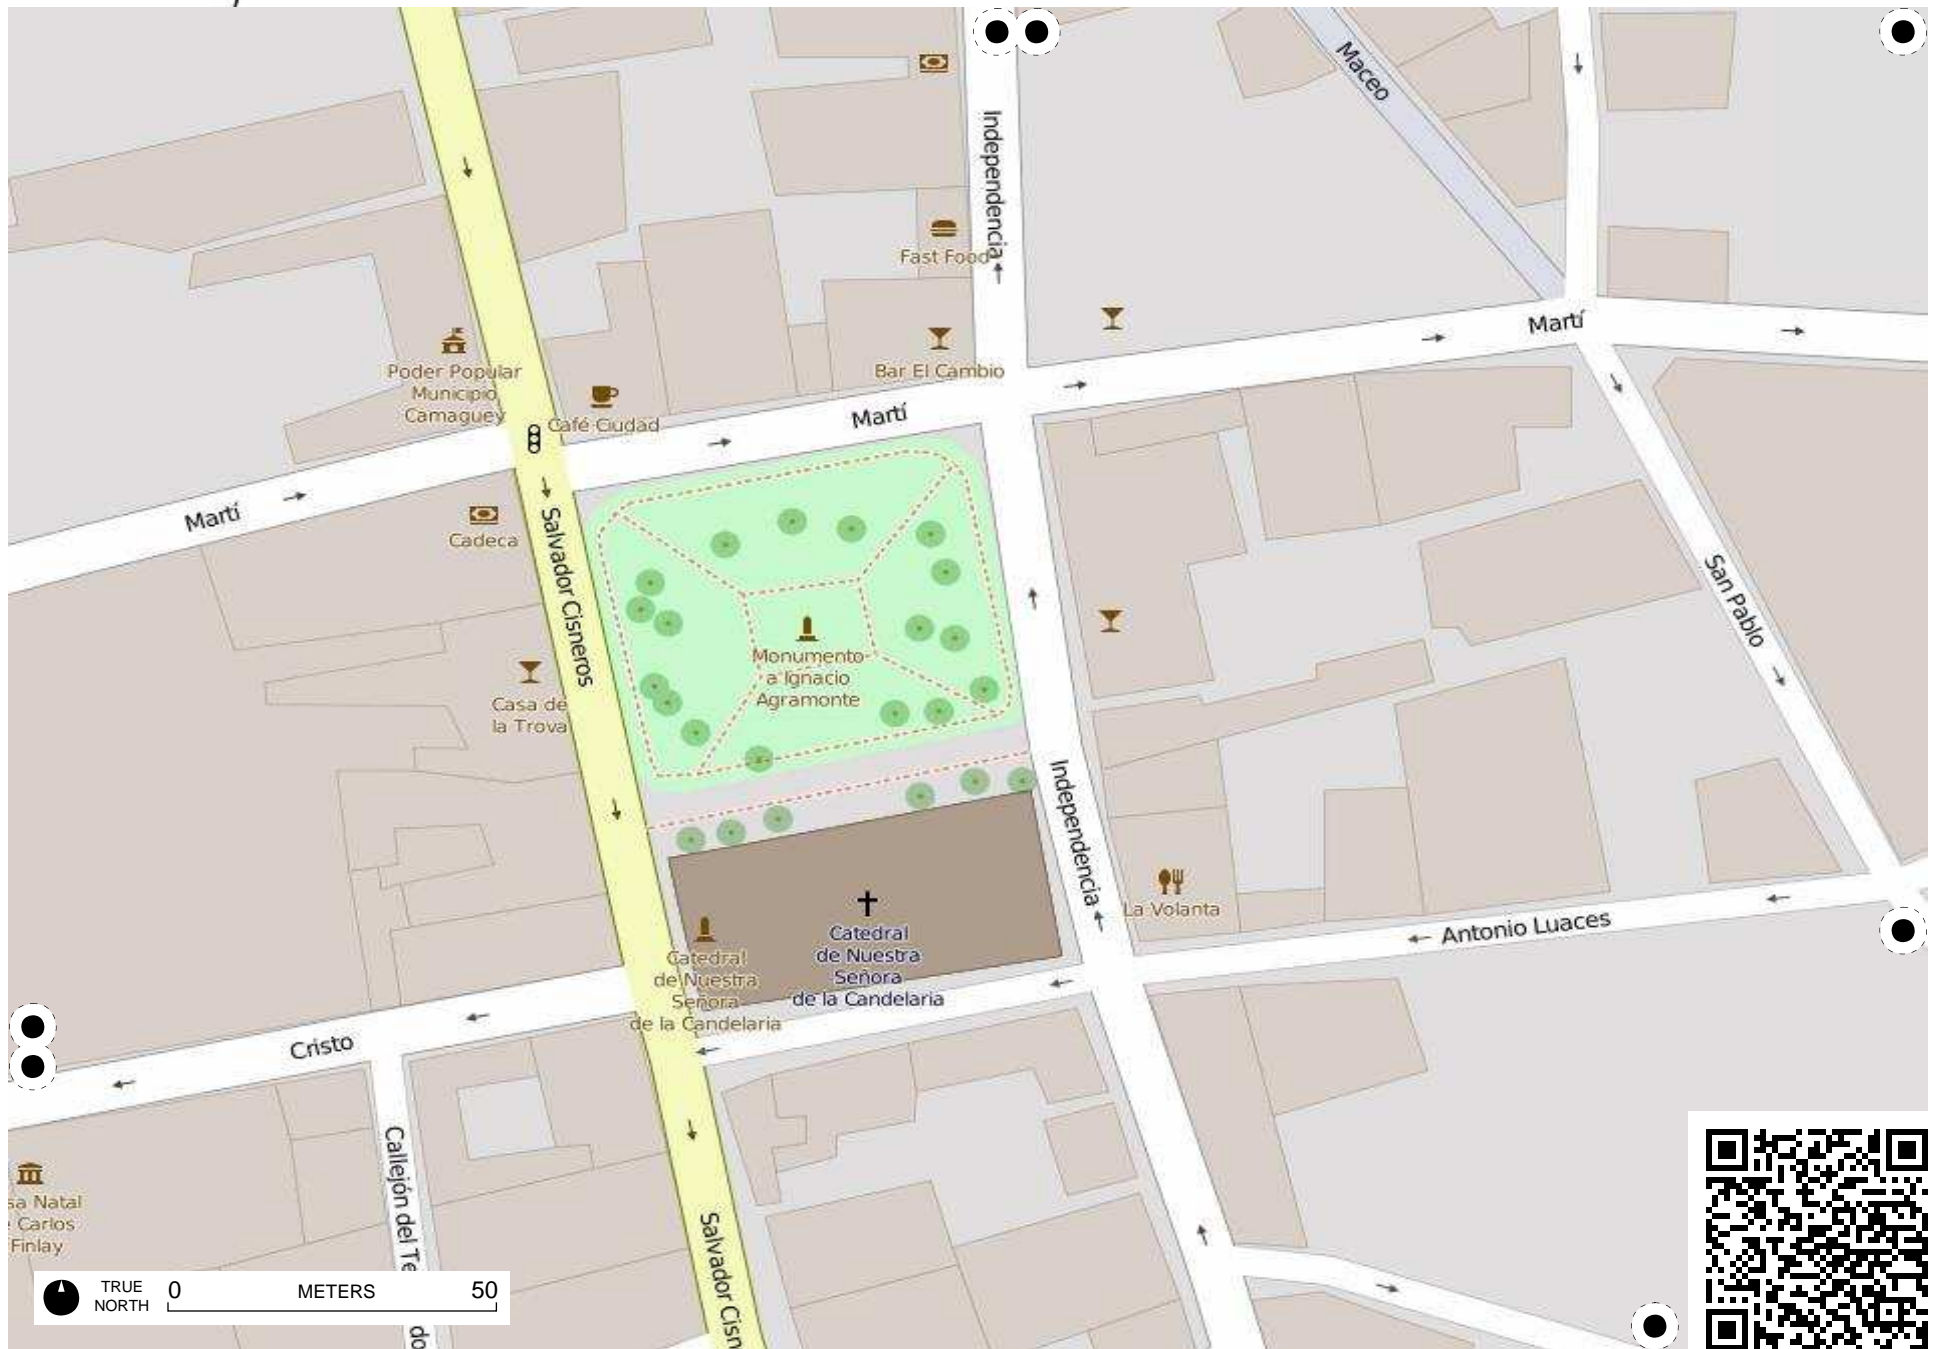 Maceo
Independencia
Fast Food
Martí
Poder Popular
Municipio
Camaguey
Bar El Cambio
Café Ciudad
Martí
Martí
Cadeca
Salvador Cisneros
San Pablo
Monumento
a Ignacio
Agramonte
Casa de
la Trova
Independencia
La Volanta
Antonio Luaces
Catedral
de Nuestra
Señora
de la Candelaria
Catedral
de Nuestra
Señora
de la Candelaria
Cristo
Callejón del Te
do
sa Natal
Carlos
Finlay
Salvador Cisn
TRUE
NORTH
0 METERS 50